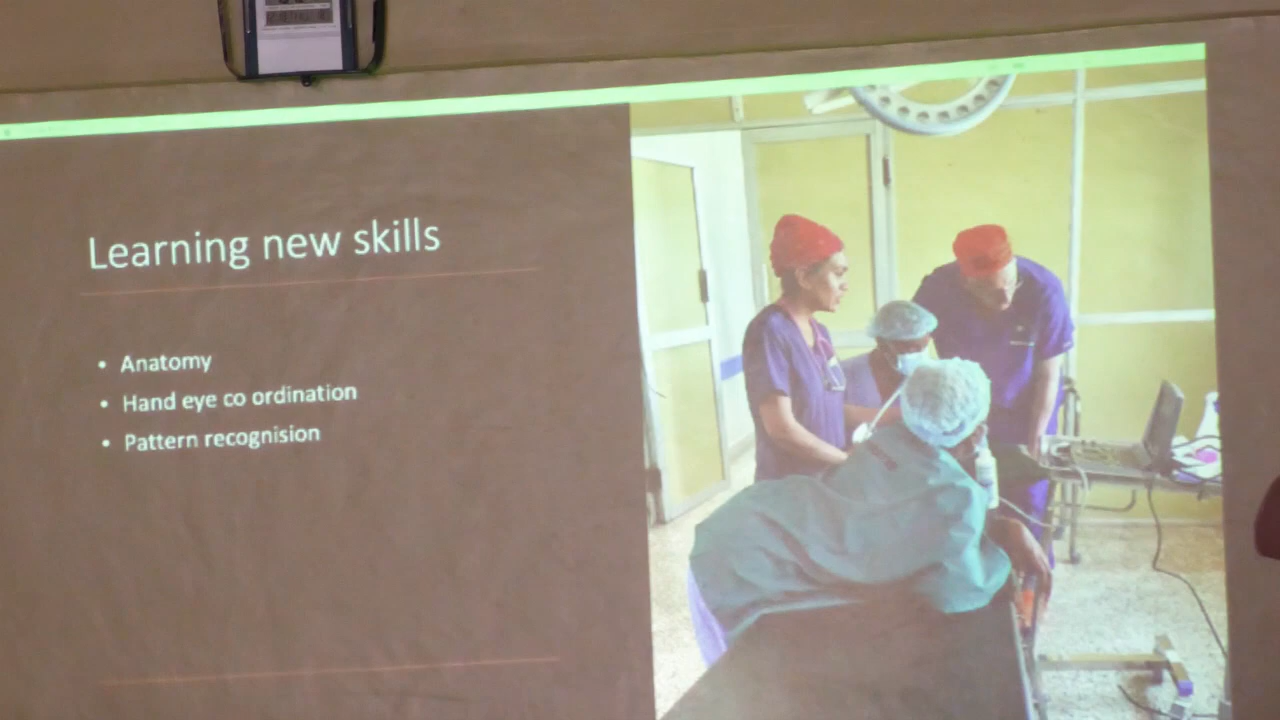 Learning new skills
• Anatomy
• Hand eye co ordination
• Pattern recognision